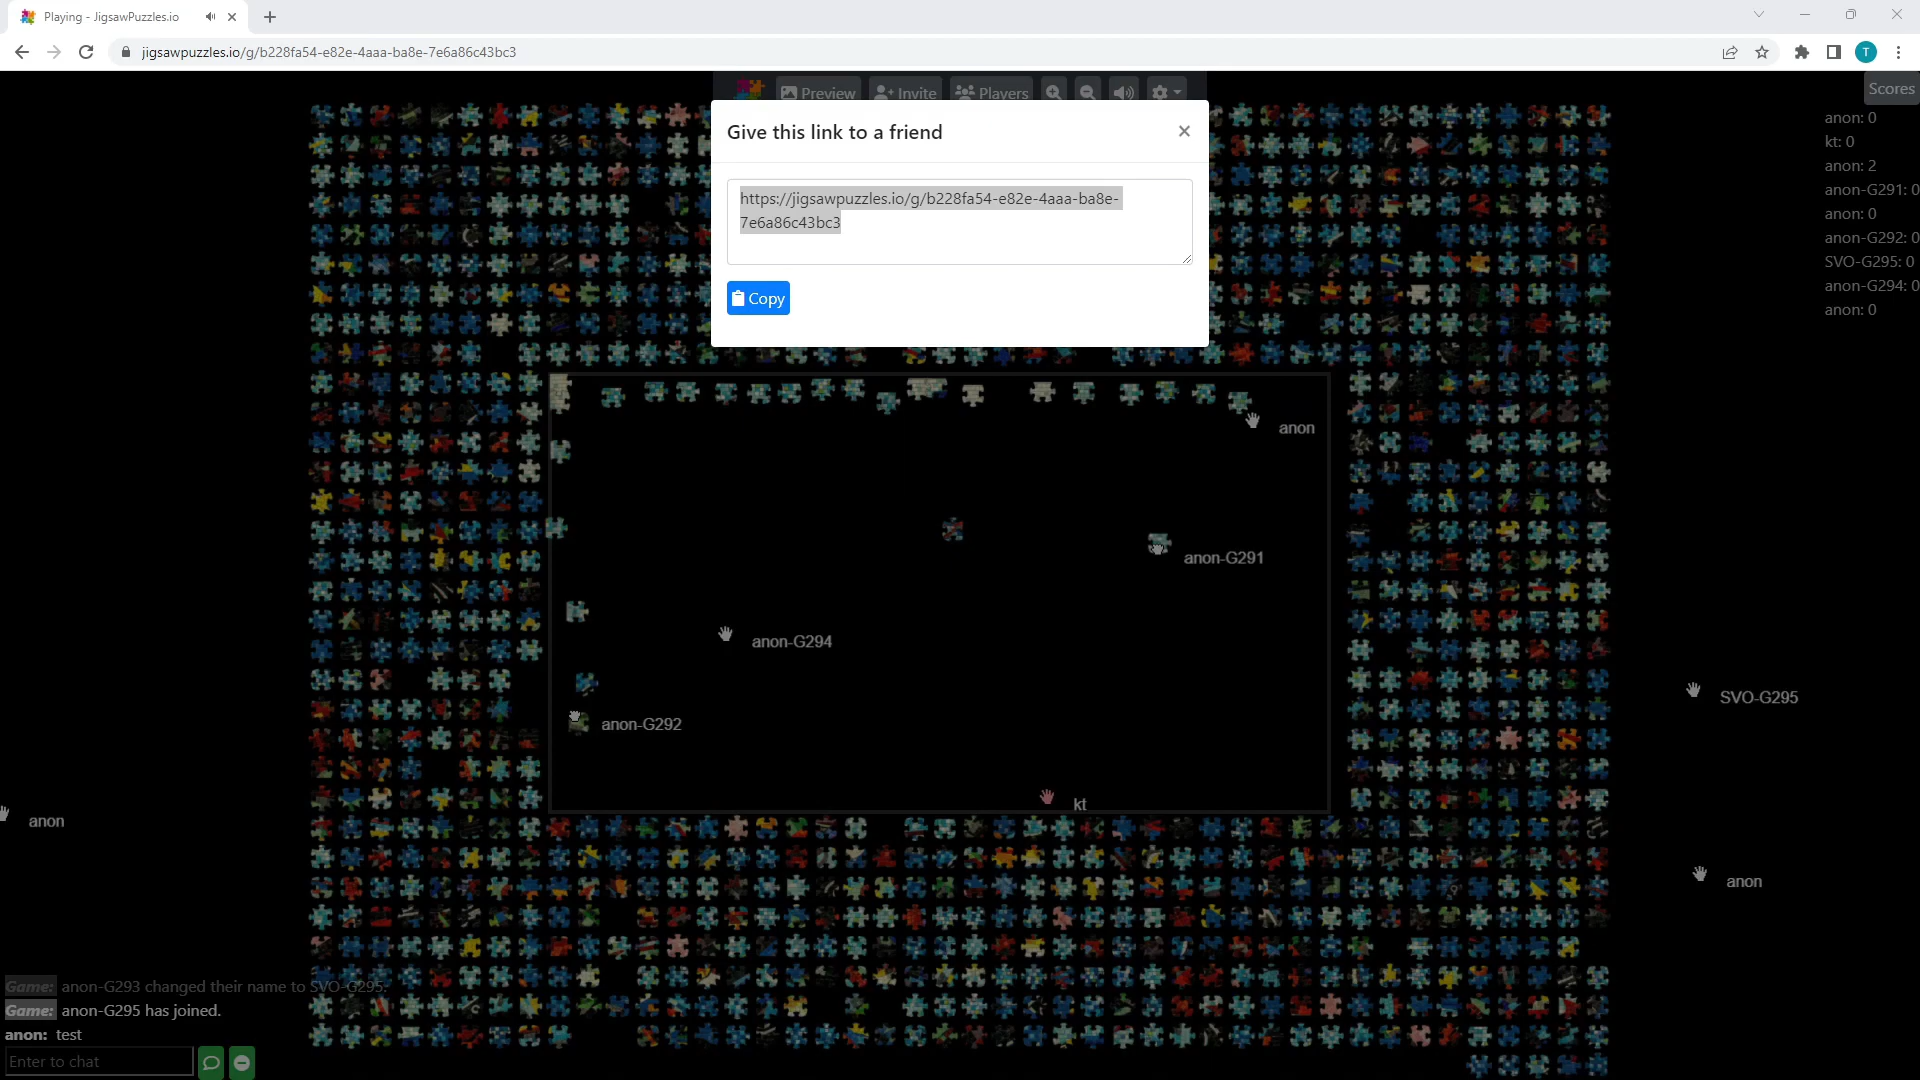 Playing - JigsawPuzzles.io
jigsawpuzzles.io/g/b228fa54-e82e-4aaa-ba8e-7e6a86c43bc3
T
Preview
Invite
Players
Scores
Give this link to a friend
https://jigsawpuzzles.io/g/b228fa54-e82e-4aaa-ba8e-
7e6a86c43bc3
Copy
anon: 0
kt: 0
anon: 2
anon-G291: 0
anon: 0
anon-G292: 0
SVO-G295: 0
anon-G294: 0
anon: 0
anon
anon-G291
anon-G294
SVO-G295
anon-G292
kt
anon
anon
Game: anon-G293 changed their name to SVO-G295.
Game: anon-G295 has joined.
anon: test
Enter to chat